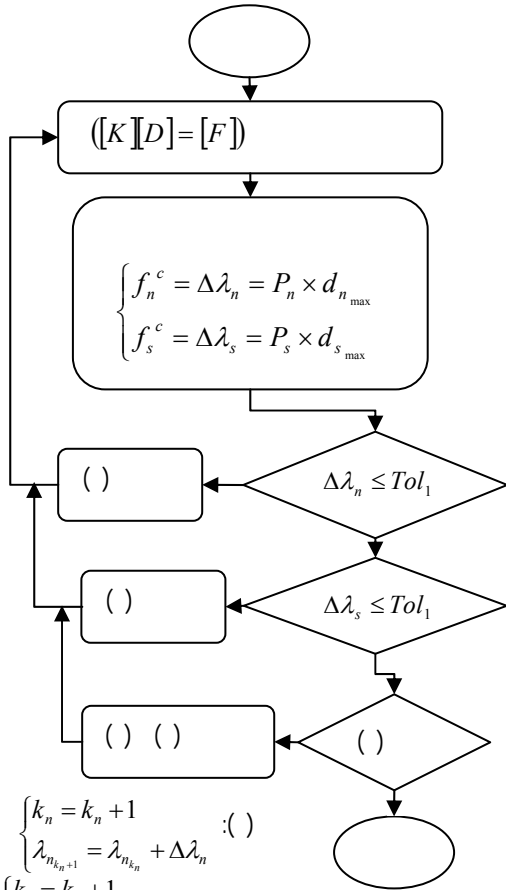 ([K][D] = [F])
f_n^c = Δλ_n = P_n × d_{n_max}
f_s^c = Δλ_s = P_s × d_{s_max}
( )
Δλ_n ≤ Tol_1
( )
Δλ_s ≤ Tol_1
( ) ( )
( )
k_n = k_n + 1
:( )
λ_{n_{k_n+1}} = λ_{n_{k_n}} + Δλ_n